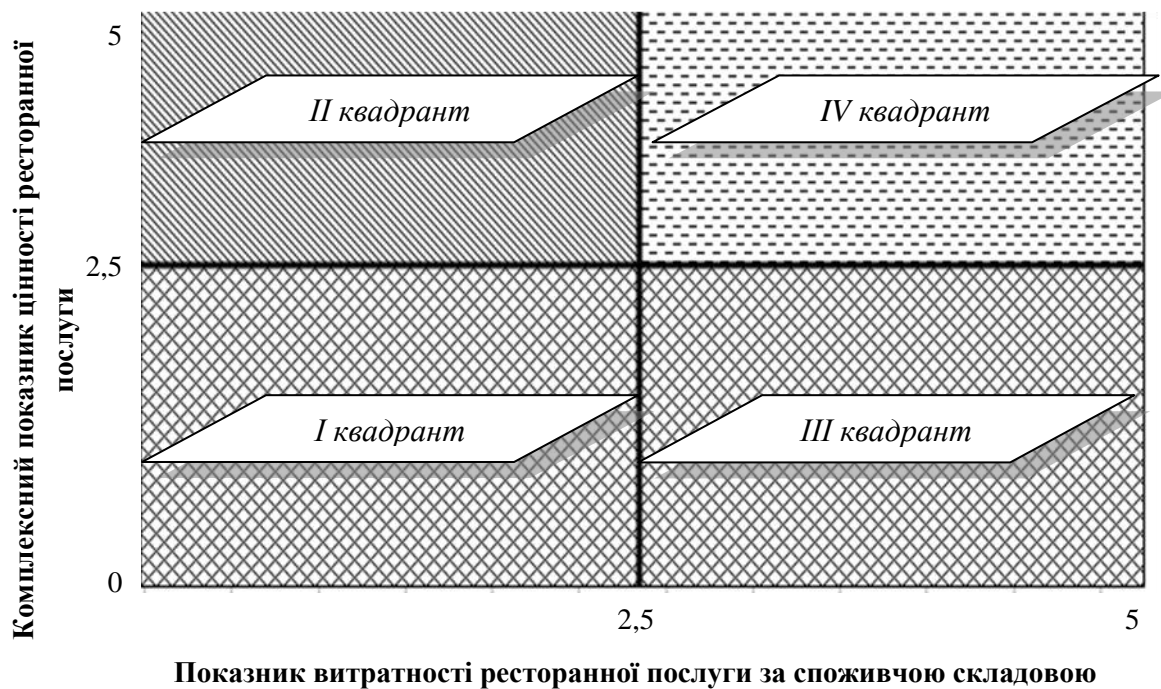 Комплексний показник цінності ресторанної
послуги
5
2,5
0
II квадрант
IV квадрант
I квадрант
III квадрант
2,5
5
Показник витратності ресторанної послуги за споживчою складовою